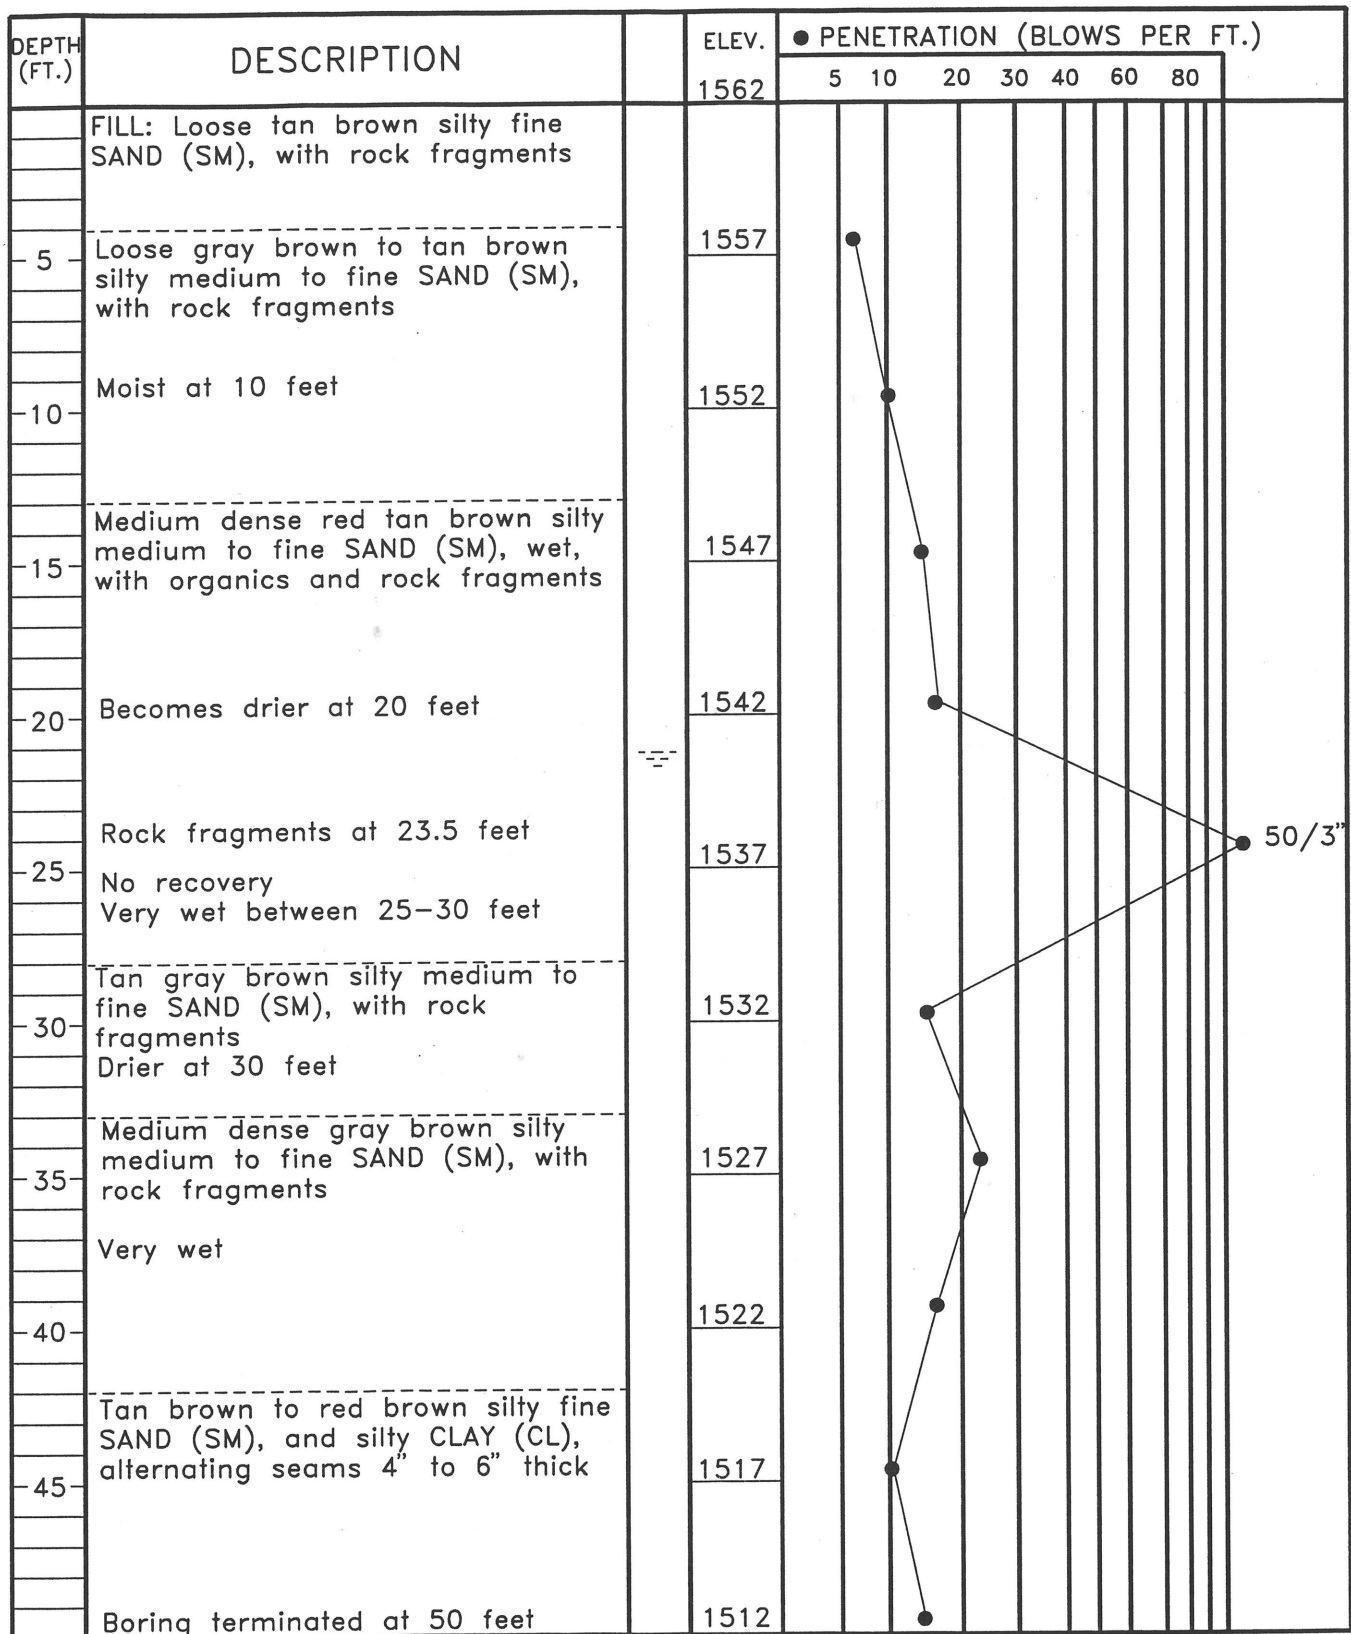 DEPTH
(FT.)
DESCRIPTION
ELEV.
1562
● PENETRATION (BLOWS PER FT.)
5 10 20 30 40 60 80
FILL: Loose tan brown silty fine
SAND (SM), with rock fragments
5
Loose gray brown to tan brown
silty medium to fine SAND (SM),
with rock fragments
1557
Moist at 10 feet
10
1552
Medium dense red tan brown silty
medium to fine SAND (SM), wet,
with organics and rock fragments
15
1547
Becomes drier at 20 feet
20
1542
Rock fragments at 23.5 feet
50/3”
25
1537
No recovery
Very wet between 25–30 feet
Tan gray brown silty medium to
fine SAND (SM), with rock
fragments
30
1532
Drier at 30 feet
Medium dense gray brown silty
medium to fine SAND (SM), with
rock fragments
35
1527
Very wet
40
1522
Tan brown to red brown silty fine
SAND (SM), and silty CLAY (CL),
alternating seams 4” to 6” thick
45
1517
Boring terminated at 50 feet
1512